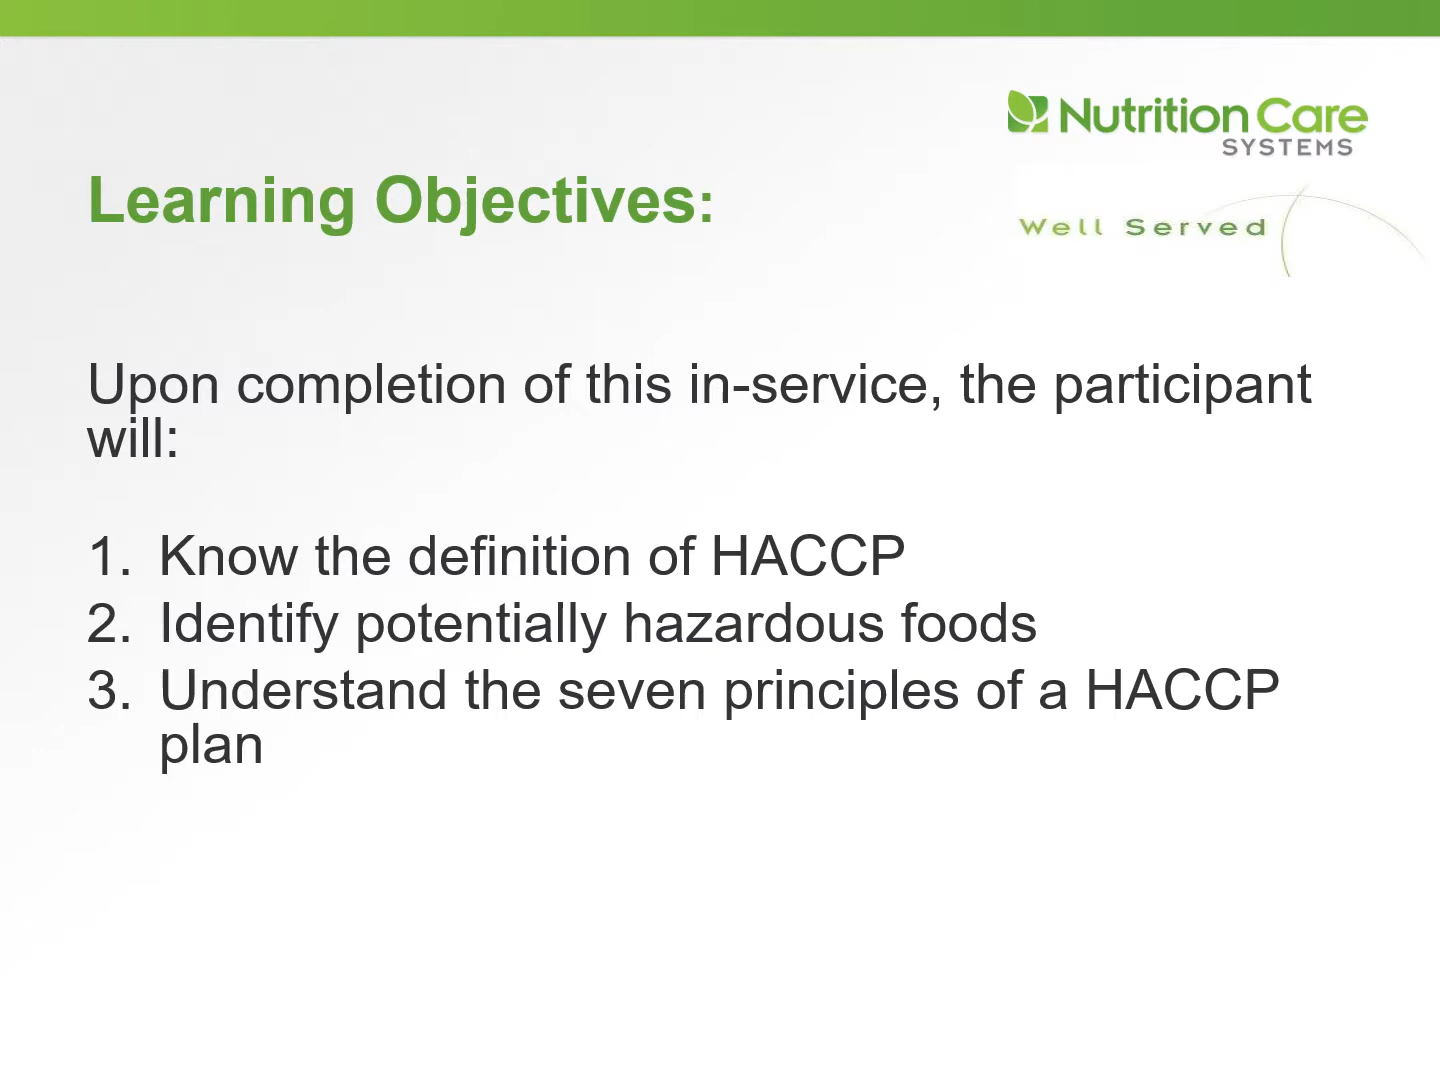 Nutrition Care
SYSTEMS
Learning Objectives:
Well Served
Upon completion of this in-service, the participant
will:
1. Know the definition of HACCP
2. Identify potentially hazardous foods
3. Understand the seven principles of a HACCP
plan